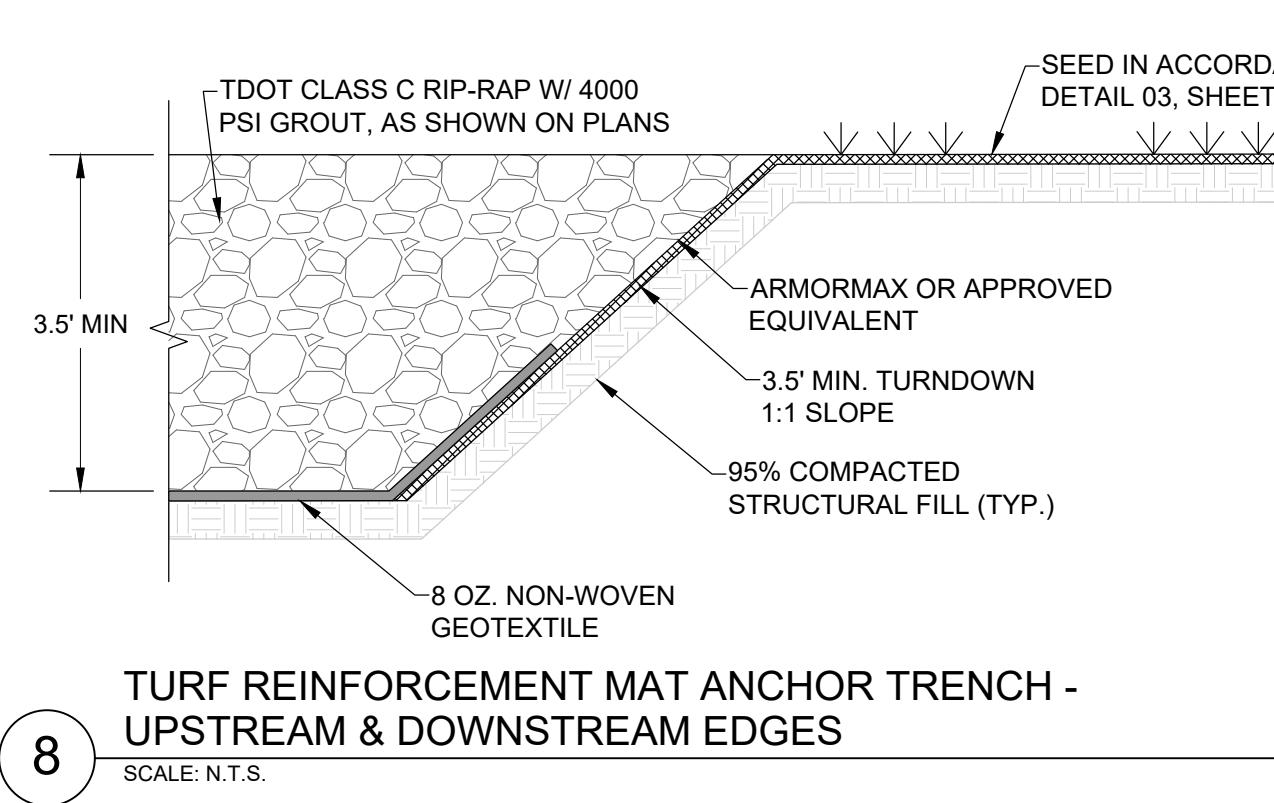 TDOT CLASS C RIP-RAP W/ 4000
PSI GROUT, AS SHOWN ON PLANS
SEED IN
DETAIL 03, SHEET
3.5' MIN
ARMORMAX OR APPROVED
EQUIVALENT
3.5' MIN. TURNDOWN
1:1 SLOPE
95% COMPACTED
STRUCTURAL FILL (TYP.)
8 OZ. NON-WOVEN
GEOTEXTILE
TURF REINFORCEMENT MAT ANCHOR TRENCH -
UPSTREAM & DOWNSTREAM EDGES
8
SCALE: N.T.S.